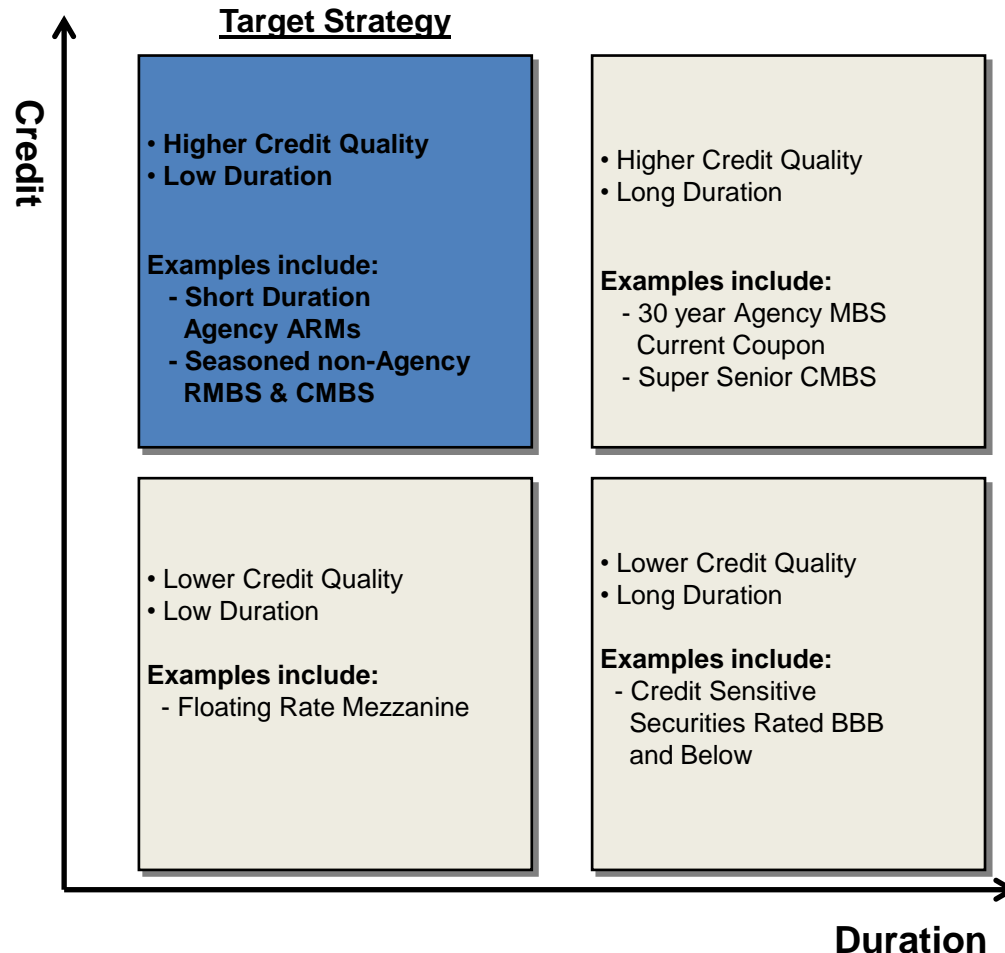 Target Strategy
Credit
• Higher Credit Quality
• Low Duration
Examples include:
- Short Duration
Agency ARMs
- Seasoned non-Agency
RMBS & CMBS
• Higher Credit Quality
• Long Duration
Examples include:
- 30 year Agency MBS
Current Coupon
- Super Senior CMBS
• Lower Credit Quality
• Low Duration
Examples include:
- Floating Rate Mezzanine
• Lower Credit Quality
• Long Duration
Examples include:
- Credit Sensitive
Securities Rated BBB
and Below
Duration